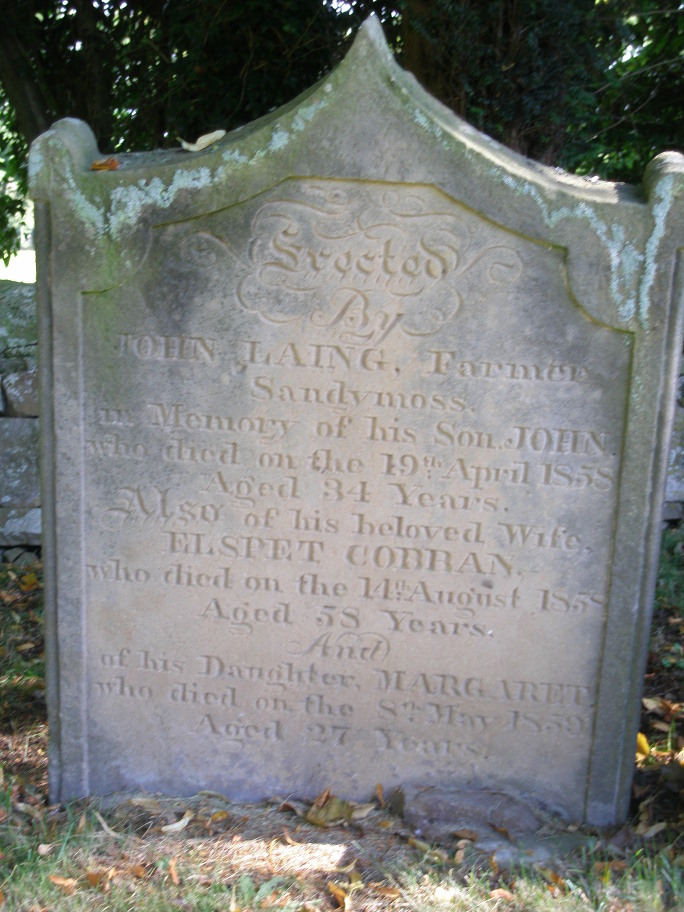 Erected
By
JOHN LAING, Farmer
Sandymoss.
in Memory of his Son JOHN
who died on the 19th April 1858
Aged 34 Years.
Also of his beloved Wife,
ELSPET COBBAN,
who died on the 14th August 1858
Aged 58 Years.
And
of his Daughter, MARGARET,
who died on the 8th May 1859
Aged 27 Years.